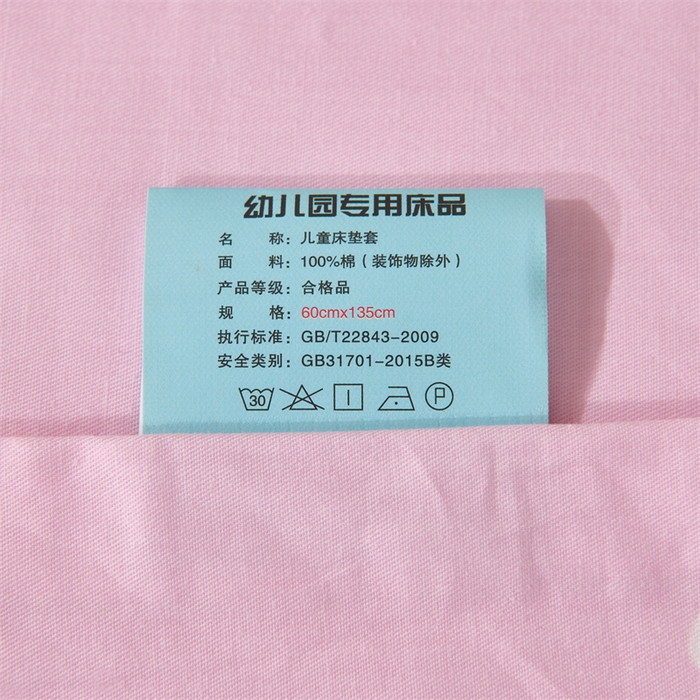 幼儿园专用床品
名 称：儿童床垫套
面 料：100%棉（装饰物除外）
产品等级：合格品
规 格：60cmx135cm
执行标准：GB/T22843-2009
安全类别：GB31701-2015B类
30 P